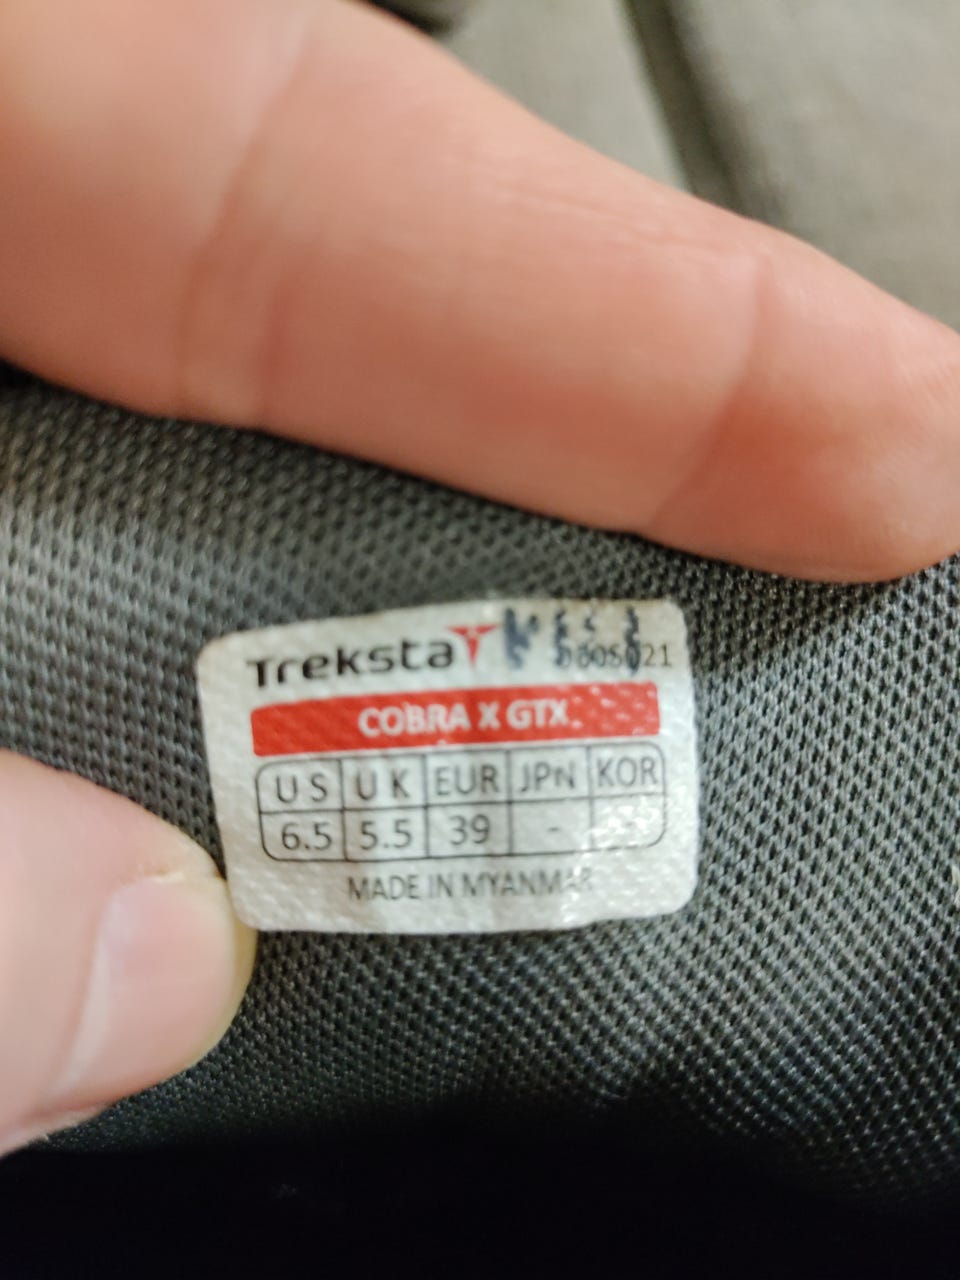 Treksta
COBRA X GTX
US UK EUR JPN KOR
6.5 5.5 39 -
MADE IN MYANMAR